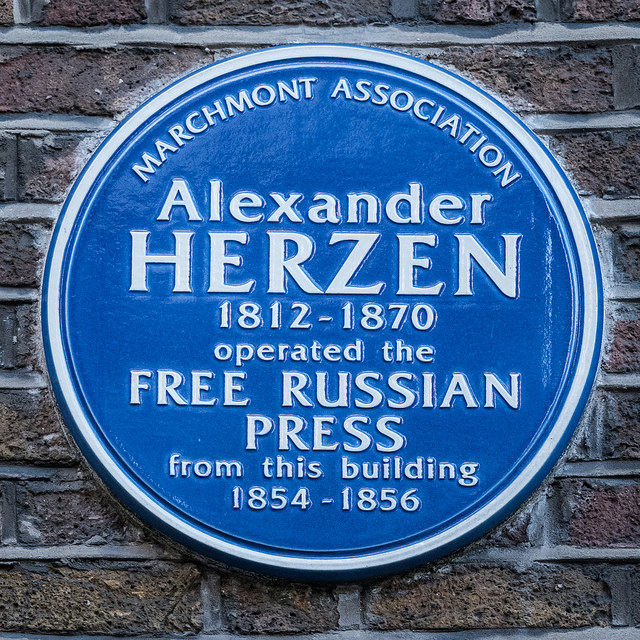 MARCHMONT ASSOCIATION
Alexander
HERZEN
1812-1870
operated the
FREE RUSSIAN
PRESS
from this building
1854-1856